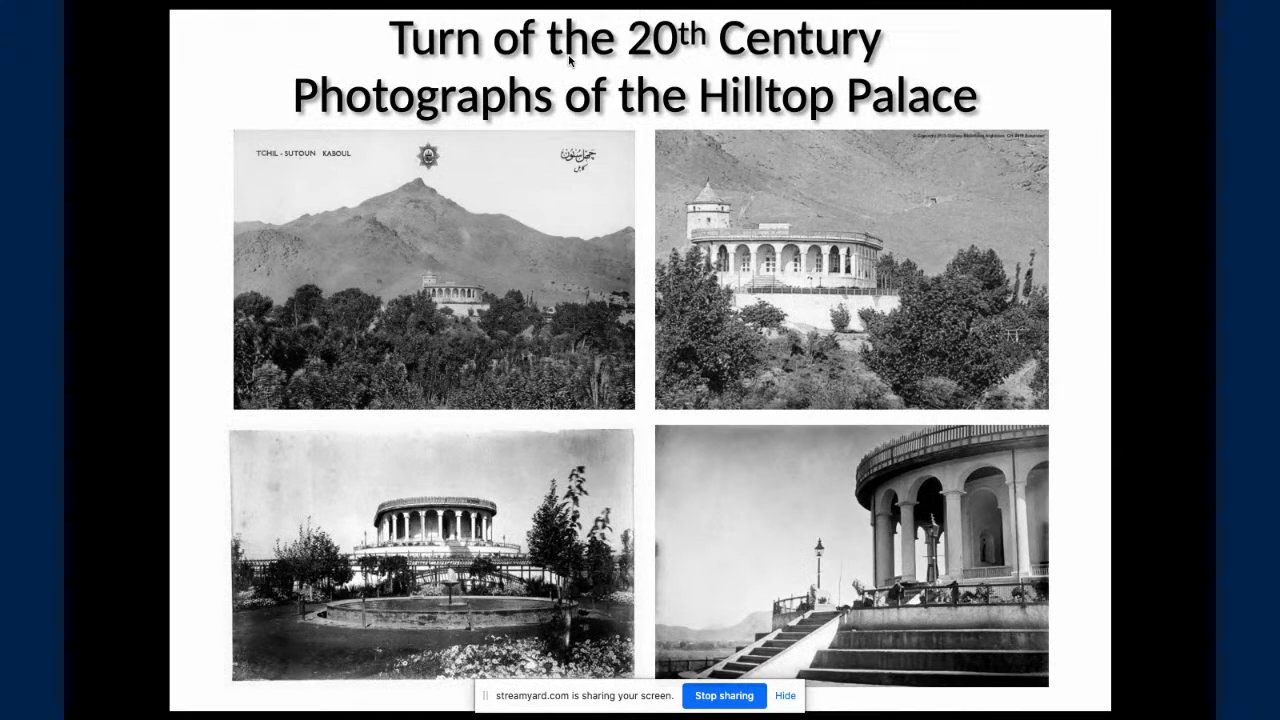 Turn of the 20th Century
Photographs of the Hilltop Palace
TCHIL - SUTOUN KABOUL
چهل ستون
کابل
streamyard.com is sharing your screen. Stop sharing Hide